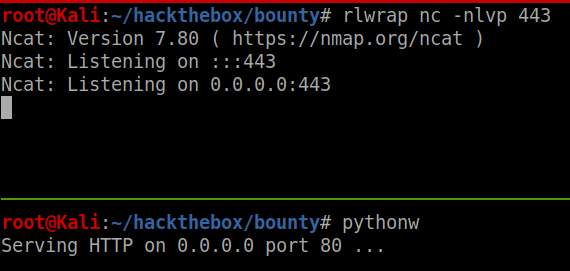 root@Kali:~/hackthebox/bounty# rlwrap nc -nlvp 443
Ncat: Version 7.80 ( https://nmap.org/ncat )
Ncat: Listening on :::443
Ncat: Listening on 0.0.0.0:443
root@Kali:~/hackthebox/bounty# pythonw
Serving HTTP on 0.0.0.0 port 80 ...